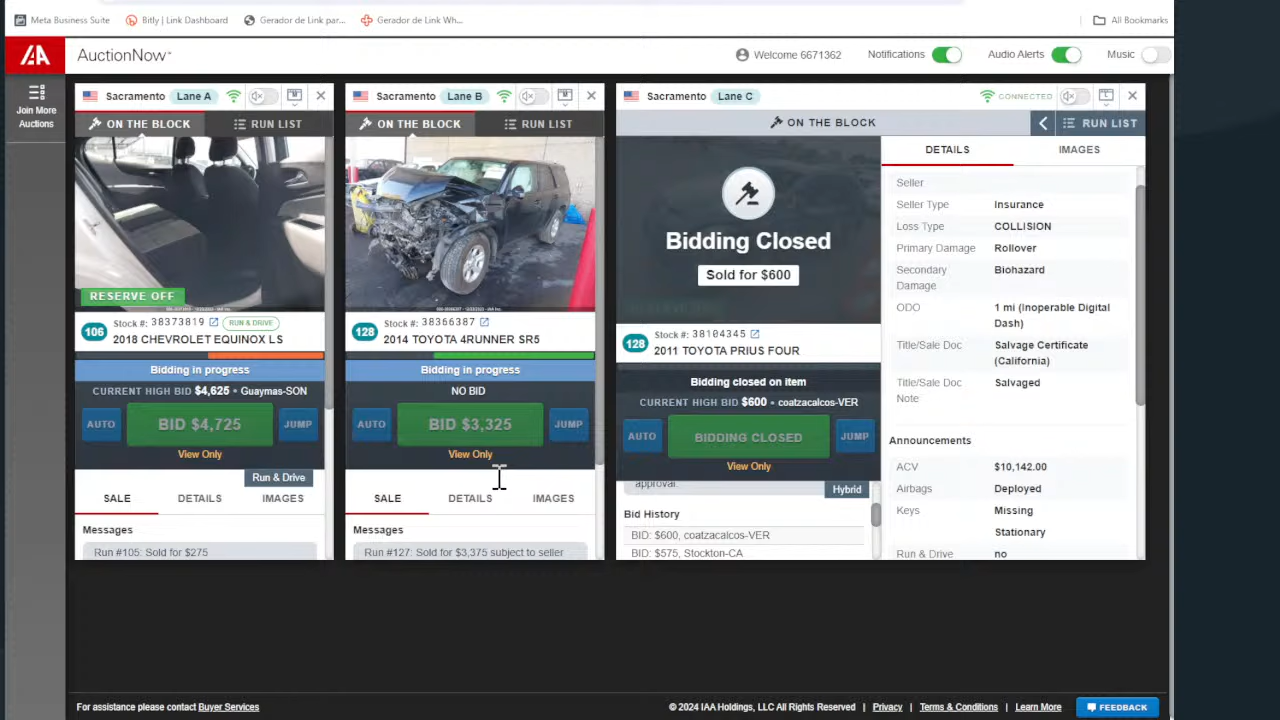 Meta Business Suite
Bitly | Link Dashboard
Gerador de Link par...
Gerador de Link Wh...
All Bookmarks
IAA
AuctionNow™
Welcome 6671362
Notifications
Audio Alerts
Music
Join More
Auctions
Sacramento Lane A
ON THE BLOCK
RUN LIST
RESERVE OFF
106
Stock #: 38373819
RUN & DRIVE
2018 CHEVROLET EQUINOX LS
Bidding in progress
CURRENT HIGH BID $4,625 • Guaymas-SON
AUTO
BID $4,725
JUMP
View Only
Run & Drive
SALE
DETAILS
IMAGES
Messages
Run #105: Sold for $275
Sacramento Lane B
ON THE BLOCK
RUN LIST
128
Stock #: 38366387
2014 TOYOTA 4RUNNER SR5
Bidding in progress
NO BID
AUTO
BID $3,325
JUMP
View Only
SALE
DETAILS
IMAGES
Messages
Run #127: Sold for $3,375 subject to seller
Sacramento Lane C
CONNECTED
ON THE BLOCK
RUN LIST
Bidding Closed
Sold for $600
128
Stock #: 38104345
2011 TOYOTA PRIUS FOUR
Bidding closed on item
CURRENT HIGH BID $600 • coatzacalcos-VER
AUTO
BIDDING CLOSED
JUMP
View Only
approval.
Hybrid
Bid History
BID: $600, coatzacalcos-VER
BID: $575, Stockton-CA
DETAILS
IMAGES
Seller
Seller Type Insurance
Loss Type COLLISION
Primary Damage Rollover
Secondary Damage Biohazard
ODO 1 mi (Inoperable Digital Dash)
Title/Sale Doc Salvage Certificate (California)
Title/Sale Doc Note Salvaged
Announcements
ACV $10,142.00
Airbags Deployed
Keys Missing
Stationary
Run & Drive no
For assistance please contact Buyer Services
© 2024 IAA Holdings, LLC All Rights Reserved | Privacy | Terms & Conditions | Learn More
FEEDBACK